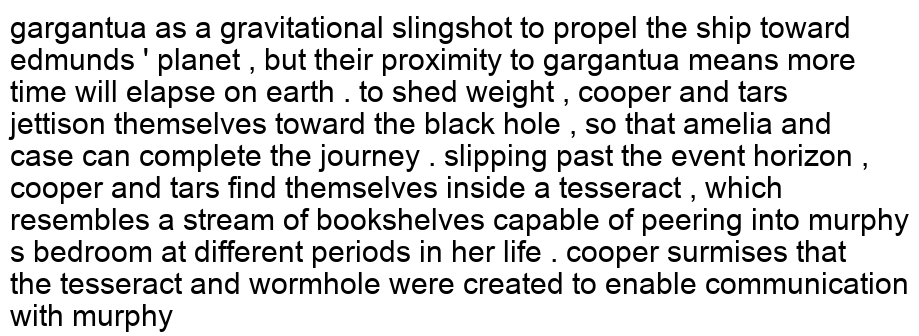 gargantua as a gravitational slingshot to propel the ship toward
edmunds ' planet , but their proximity to gargantua means more
time will elapse on earth . to shed weight , cooper and tars
jettison themselves toward the black hole , so that amelia and
case can complete the journey . slipping past the event horizon ,
cooper and tars find themselves inside a tesseract , which
resembles a stream of bookshelves capable of peering into murphy
s bedroom at different periods in her life . cooper surmises that
the tesseract and wormhole were created to enable communication
with murphy